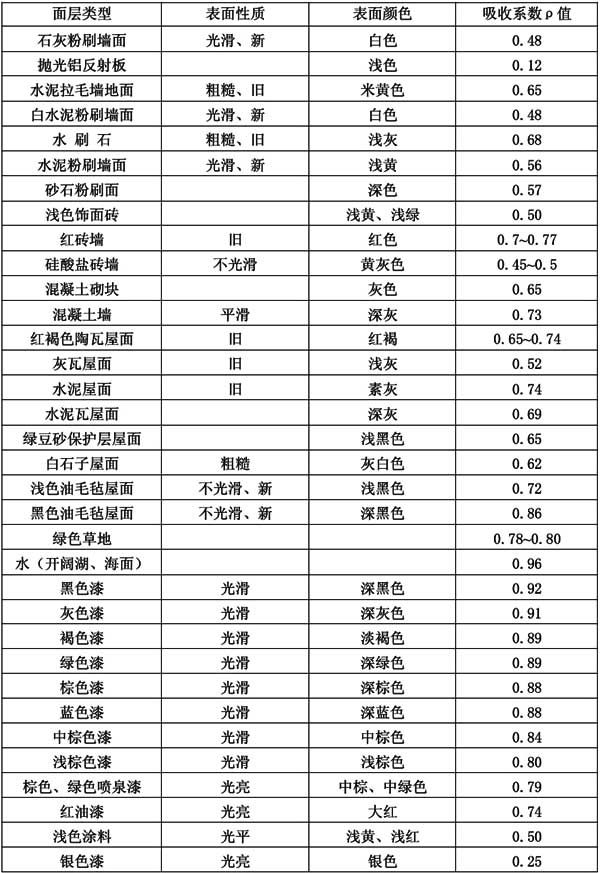 面层类型 表面性质 表面颜色 吸收系数ρ值
石灰粉刷墙面 光滑、新 白色 0.48
抛光铝反射板 浅色 0.12
水泥拉毛墙地面 粗糙、旧 米黄色 0.65
白水泥粉刷墙面 光滑、新 白色 0.48
水 刷 石 粗糙、旧 浅灰 0.68
水泥粉刷墙面 光滑、新 浅黄 0.56
砂石粉刷面 深色 0.57
浅色饰面砖 浅黄、浅绿 0.50
红砖墙 旧 红色 0.7~0.77
硅酸盐砖墙 不光滑 黄灰色 0.45~0.5
混凝土砌块 灰色 0.65
混凝土墙 平滑 深灰 0.73
红褐色陶瓦屋面 旧 红褐 0.65~0.74
灰瓦屋面 旧 浅灰 0.52
水泥屋面 旧 素灰 0.74
水泥瓦屋面 深灰 0.69
绿豆砂保护层屋面 浅黑色 0.65
白石子屋面 粗糙 灰白色 0.62
浅色油毛毡屋面 不光滑、新 浅黑色 0.72
黑色油毛毡屋面 不光滑、新 深黑色 0.86
绿色草地 0.78~0.80
水（开阔湖、海面） 0.96
黑色漆 光滑 深黑色 0.92
灰色漆 光滑 深灰色 0.91
褐色漆 光滑 淡褐色 0.89
绿色漆 光滑 深绿色 0.89
棕色漆 光滑 深棕色 0.88
蓝色漆 光滑 深蓝色 0.88
中棕色漆 光滑 中棕色 0.84
浅棕色漆 光滑 浅棕色 0.80
棕色、绿色喷泉漆 光亮 中棕、中绿色 0.79
红油漆 光亮 大红 0.74
浅色涂料 光平 浅黄、浅红 0.50
银色漆 光亮 银色 0.25